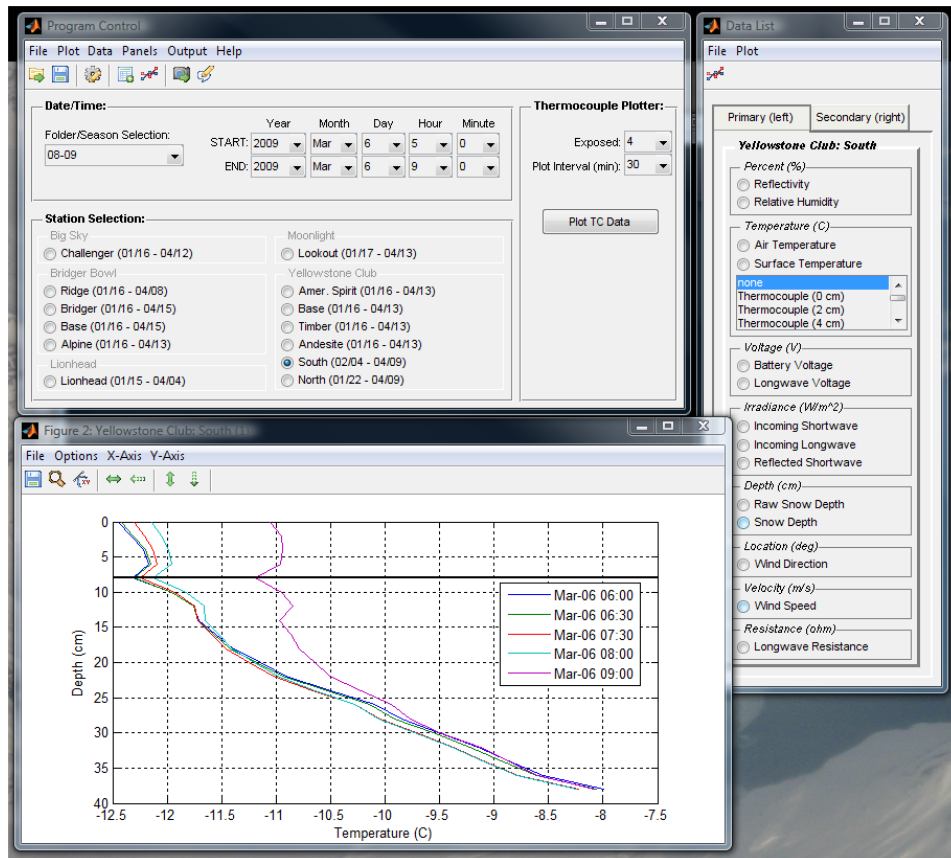 Program Control
File Plot Data Panels Output Help
Date/Time:
Folder/Season Selection:
08-09
Year Month Day Hour Minute
START: 2009 Mar 6 5 0
END: 2009 Mar 6 9 0
Thermocouple Plotter:
Exposed: 4
Plot Interval (min): 30
Plot TC Data
Station Selection:
Big Sky
Challenger (01/16 - 04/12)
Bridger Bowl
Ridge (01/16 - 04/08)
Bridger (01/16 - 04/15)
Base (01/16 - 04/15)
Alpine (01/16 - 04/13)
Lionhead
Lionhead (01/15 - 04/04)
Moonlight
Lookout (01/17 - 04/13)
Yellowstone Club
Amer. Spirit (01/16 - 04/13)
Base (01/16 - 04/13)
Timber (01/16 - 04/13)
Andesite (01/16 - 04/13)
South (02/04 - 04/09)
North (01/22 - 04/09)
Data List
File Plot
Primary (left) Secondary (right)
Yellowstone Club: South
Percent (%)
Reflectivity
Relative Humidity
Temperature (C)
Air Temperature
Surface Temperature
none
Thermocouple (0 cm)
Thermocouple (2 cm)
Thermocouple (4 cm)
Voltage (V)
Battery Voltage
Longwave Voltage
Irradiance (W/m^2)
Incoming Shortwave
Incoming Longwave
Reflected Shortwave
Depth (cm)
Raw Snow Depth
Snow Depth
Location (deg)
Wind Direction
Velocity (m/s)
Wind Speed
Resistance (ohm)
Longwave Resistance
Figure 2: Yellowstone Club: South (1)
File Options X-Axis Y-Axis
0
5
10
15
20
25
30
35
40
Depth (cm)
Mar-06 06:00
Mar-06 06:30
Mar-06 07:30
Mar-06 08:00
Mar-06 09:00
-12.5 -12 -11.5 -11 -10.5 -10 -9.5 -9 -8.5 -8 -7.5
Temperature (C)